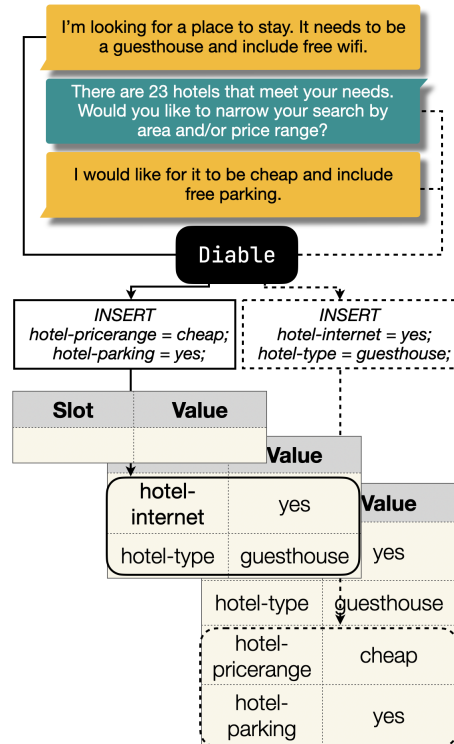 I'm looking for a place to stay. It needs to be
a guesthouse and include free wifi.
There are 23 hotels that meet your needs.
Would you like to narrow your search by
area and/or price range?
I would like for it to be cheap and include
free parking.
Diable
INSERT
hotel-pricerange = cheap;
hotel-parking = yes;
INSERT
hotel-internet = yes;
hotel-type = guesthouse;
Slot Value
Value
hotel-
internet
yes
hotel-type guesthouse
Value
yes
hotel-type guesthouse
hotel-
pricerange
cheap
hotel-
parking
yes